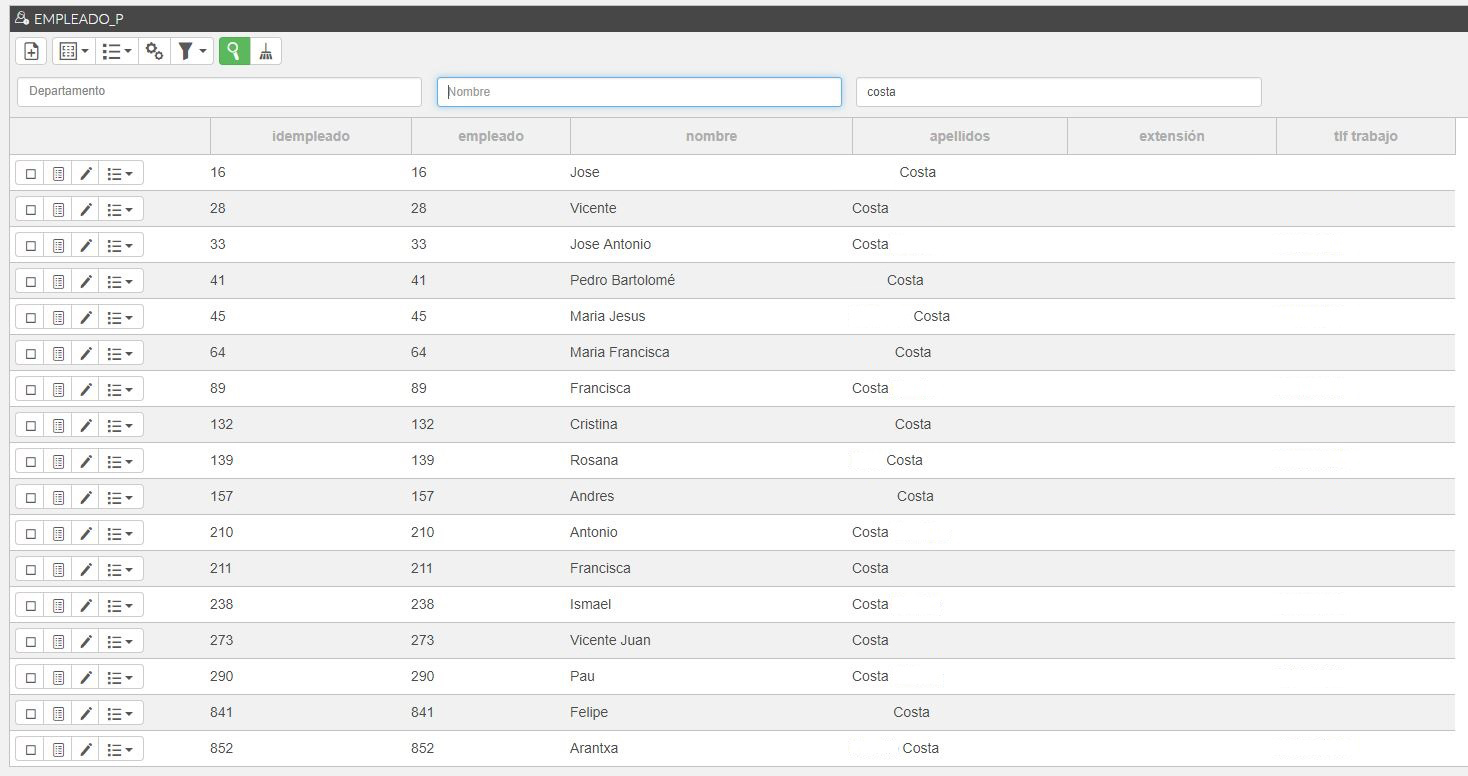 EMPLEADO_P
Departamento Nombre costa
idempleado empleado nombre apellidos extensión tlf trabajo
16 16 Jose Costa
28 28 Vicente Costa
33 33 Jose Antonio Costa
41 41 Pedro Bartolomé Costa
45 45 Maria Jesus Costa
64 64 Maria Francisca Costa
89 89 Francisca Costa
132 132 Cristina Costa
139 139 Rosana Costa
157 157 Andres Costa
210 210 Antonio Costa
211 211 Francisca Costa
238 238 Ismael Costa
273 273 Vicente Juan Costa
290 290 Pau Costa
841 841 Felipe Costa
852 852 Arantxa Costa